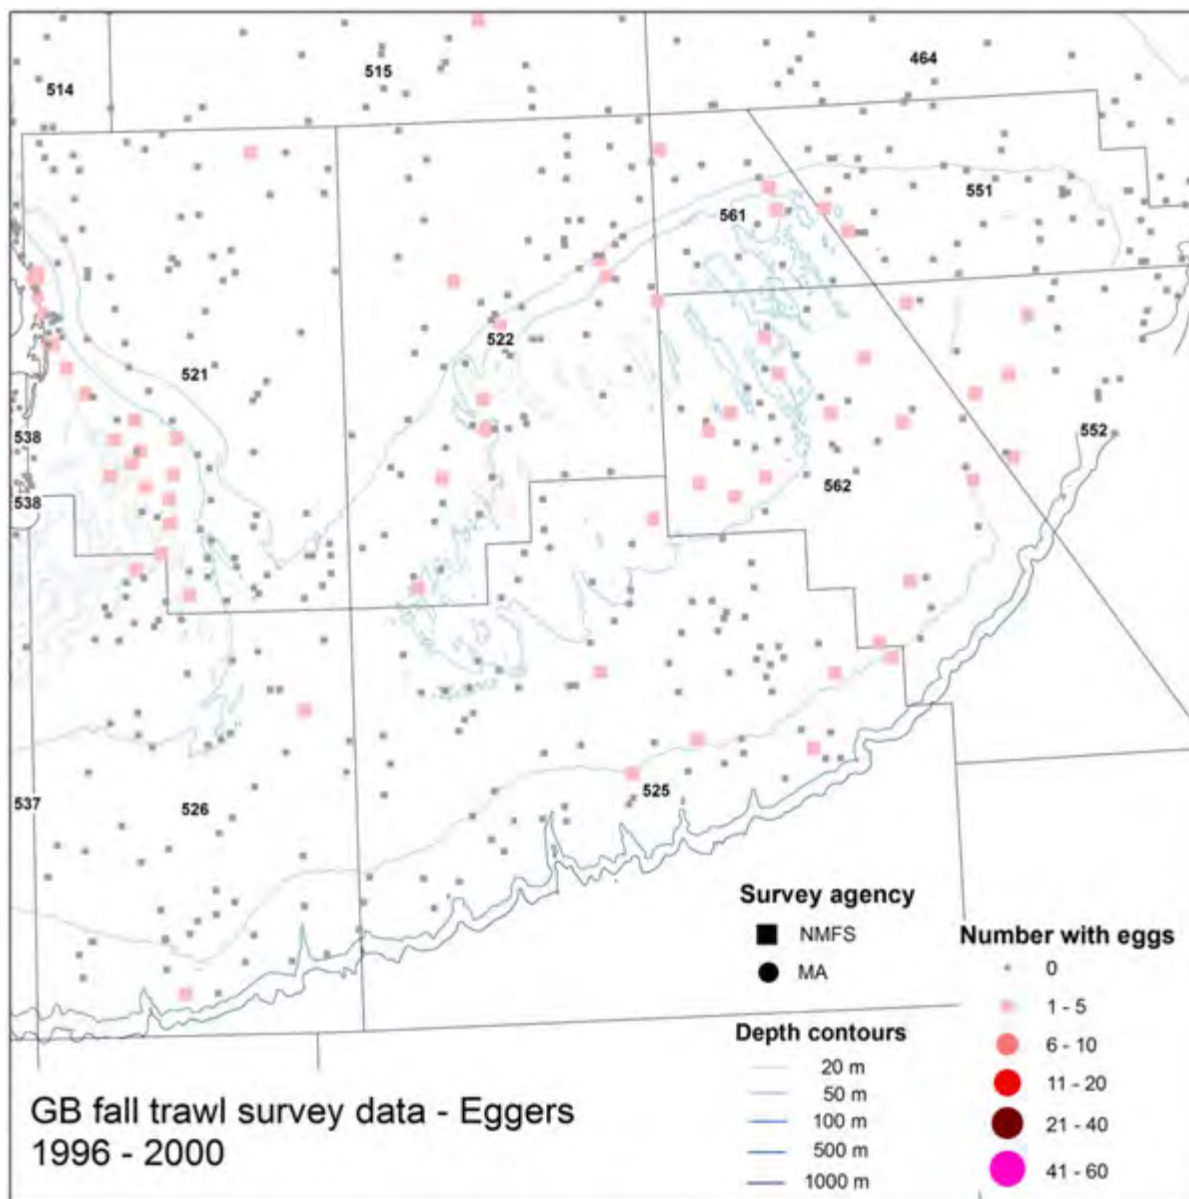 515
464
514
551
561
522
521
538
552
562
538
525
537
526
Survey agency
NMFS
MA
Number with eggs
0
1 - 5
6 - 10
11 - 20
21 - 40
41 - 60
Depth contours
20 m
50 m
100 m
500 m
1000 m
GB fall trawl survey data - Eggers
1996 - 2000